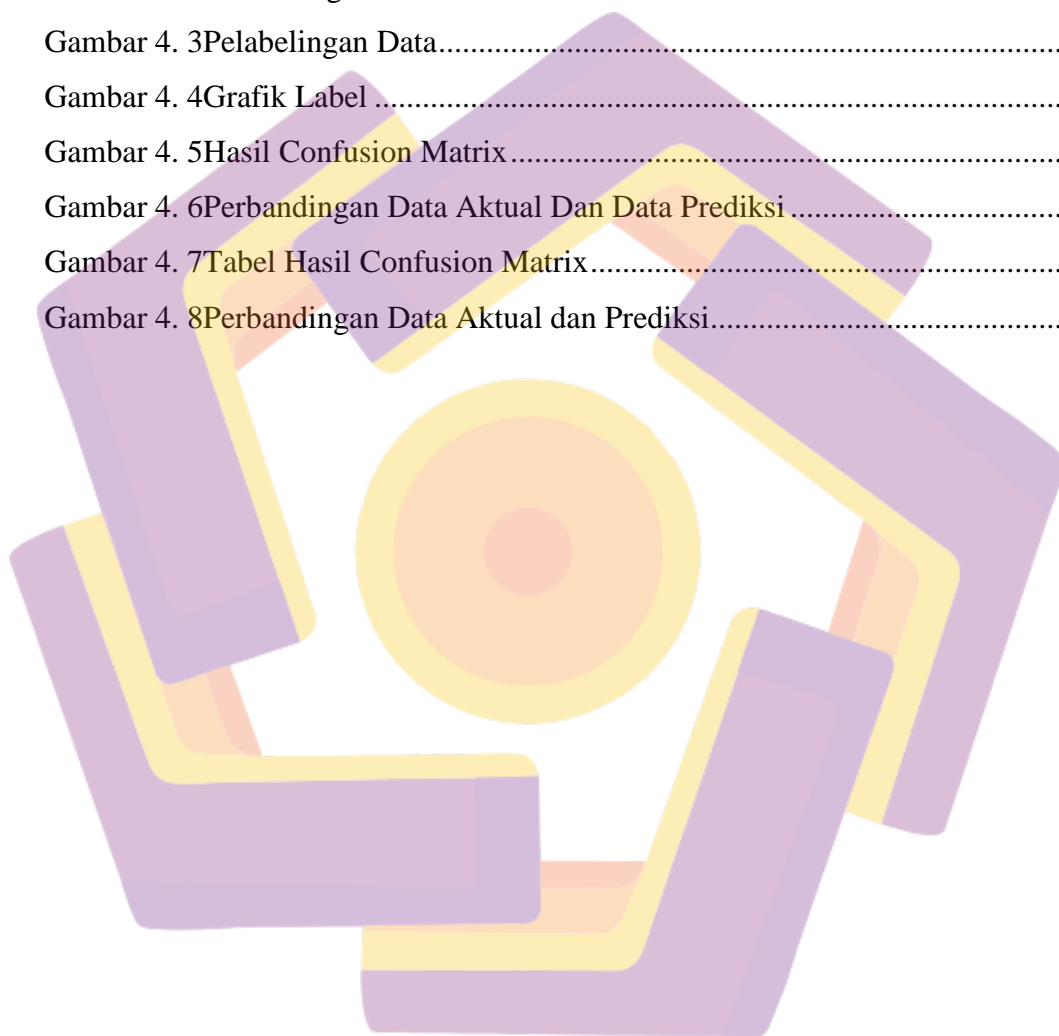 Gambar 4. 3Pelabelingan Data........................................................................
Gambar 4. 4Grafik Label ................................................................................
Gambar 4. 5Hasil Confusion Matrix................................................................
Gambar 4. 6Perbandingan Data Aktual Dan Data Prediksi...............................
Gambar 4. 7Tabel Hasil Confusion Matrix......................................................
Gambar 4. 8Perbandingan Data Aktual dan Prediksi.........................................